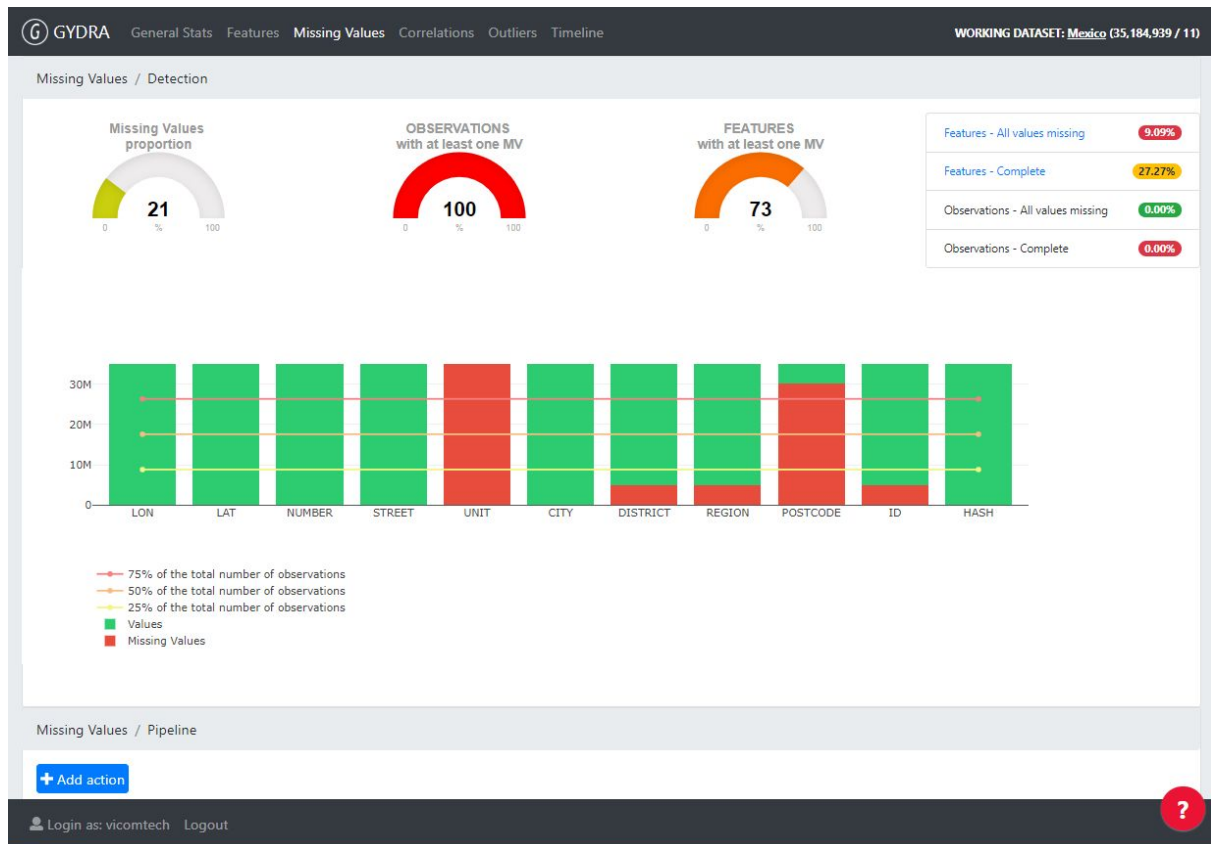 G GYDRA General Stats Features Missing Values Correlations Outliers Timeline WORKING DATASET: Mexico (35,184,939 / 11)
Missing Values / Detection
Missing Values
proportion
21
0 % 100
OBSERVATIONS
with at least one MV
100
0 % 100
FEATURES
with at least one MV
73
0 % 100
Features - All values missing 9.09%
Features - Complete 27.27%
Observations - All values missing 0.00%
Observations - Complete 0.00%
30M
20M
10M
0
LON LAT NUMBER STREET UNIT CITY DISTRICT REGION POSTCODE ID HASH
75% of the total number of observations
50% of the total number of observations
25% of the total number of observations
Values
Missing Values
Missing Values / Pipeline
+ Add action
Login as: vicomtech Logout
?